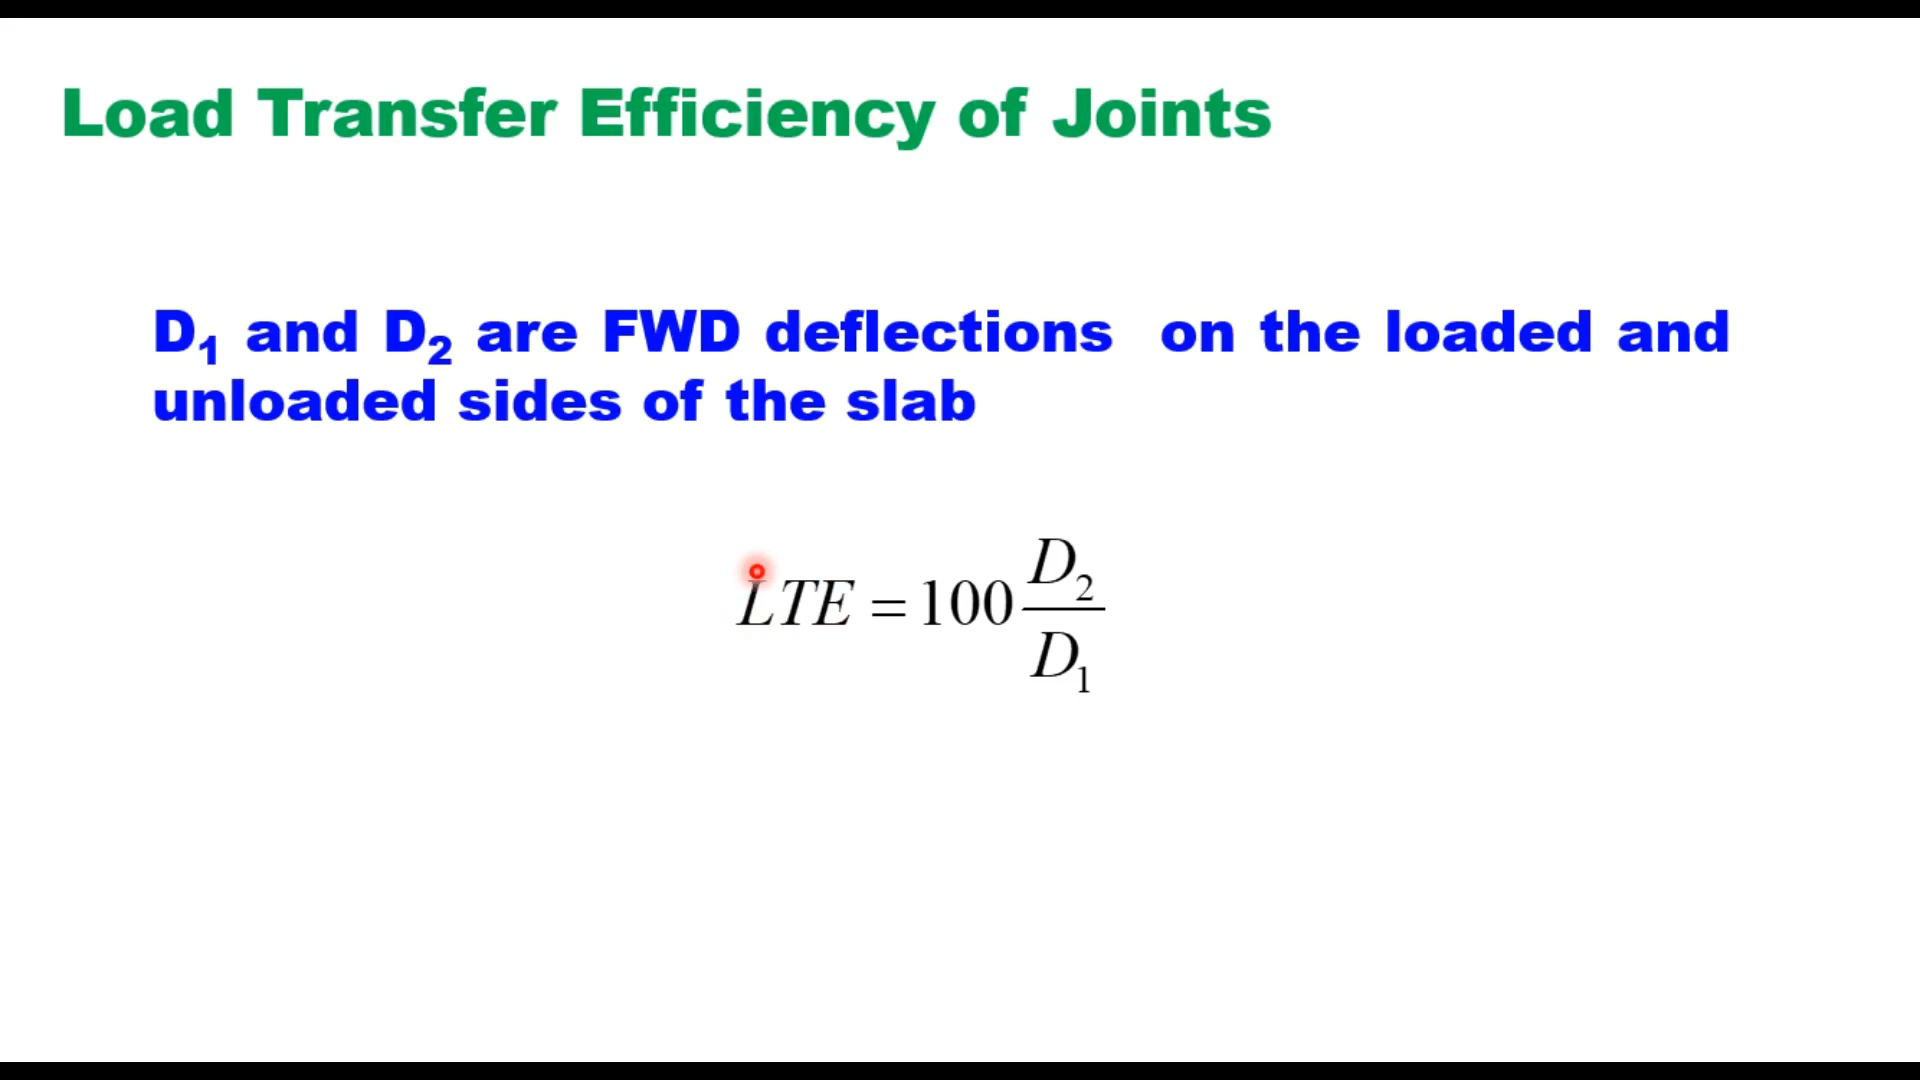 Load Transfer Efficiency of Joints
D₁ and D₂ are FWD deflections on the loaded and
unloaded sides of the slab
LTE = 100 D₂/D₁